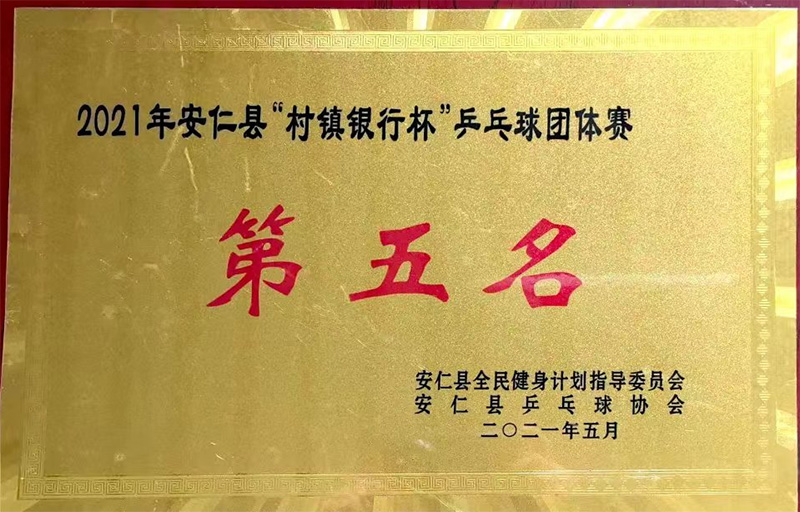 2021年安仁县“村镇银行杯”乒乓球团体赛
第五名
安仁县全民健身计划指导委员会
安仁县乒乓球协会
二〇二一年五月